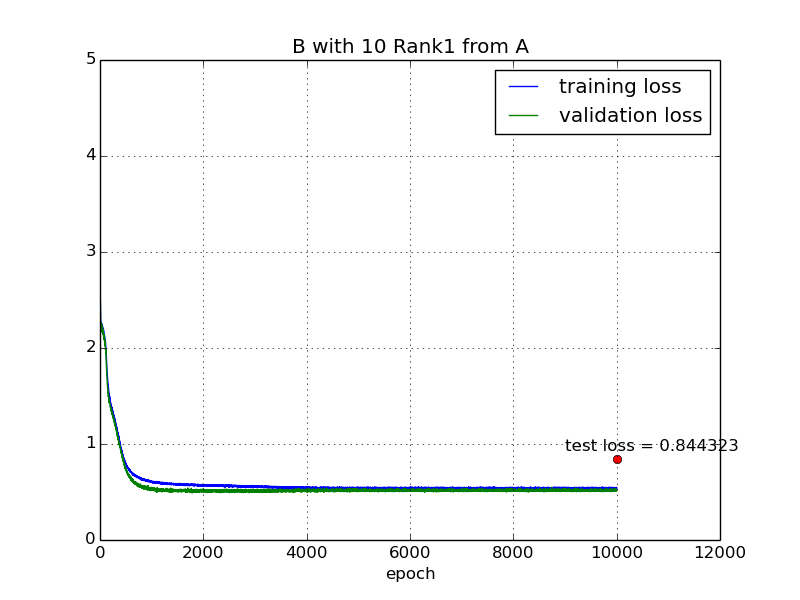 B with 10 Rank1 from A
training loss
validation loss
5
4
3
2
1
0
test loss = 0.844323
0 2000 4000 6000 8000 10000 12000
epoch